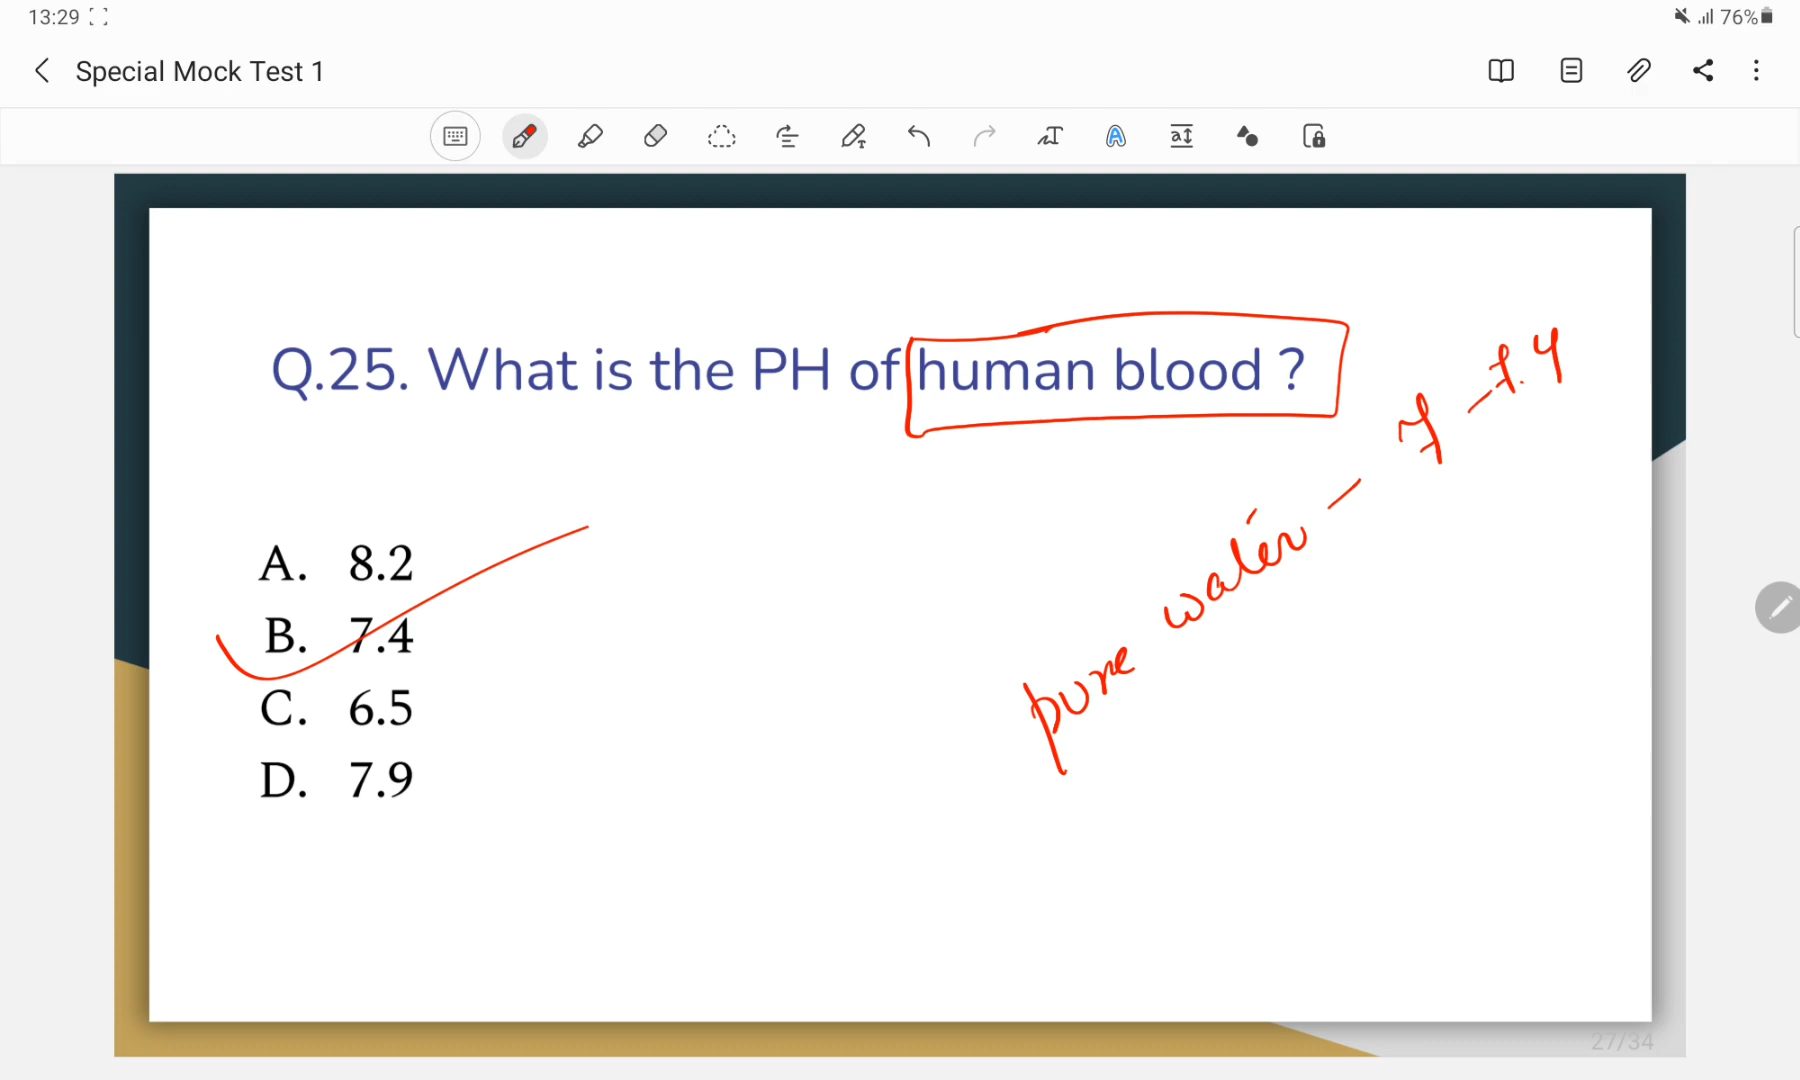 13:29
76%
Special Mock Test 1
Q.25. What is the PH of human blood ?
A. 8.2
B. 7.4
C. 6.5
D. 7.9
pure water – 7 – 7.4
27/34